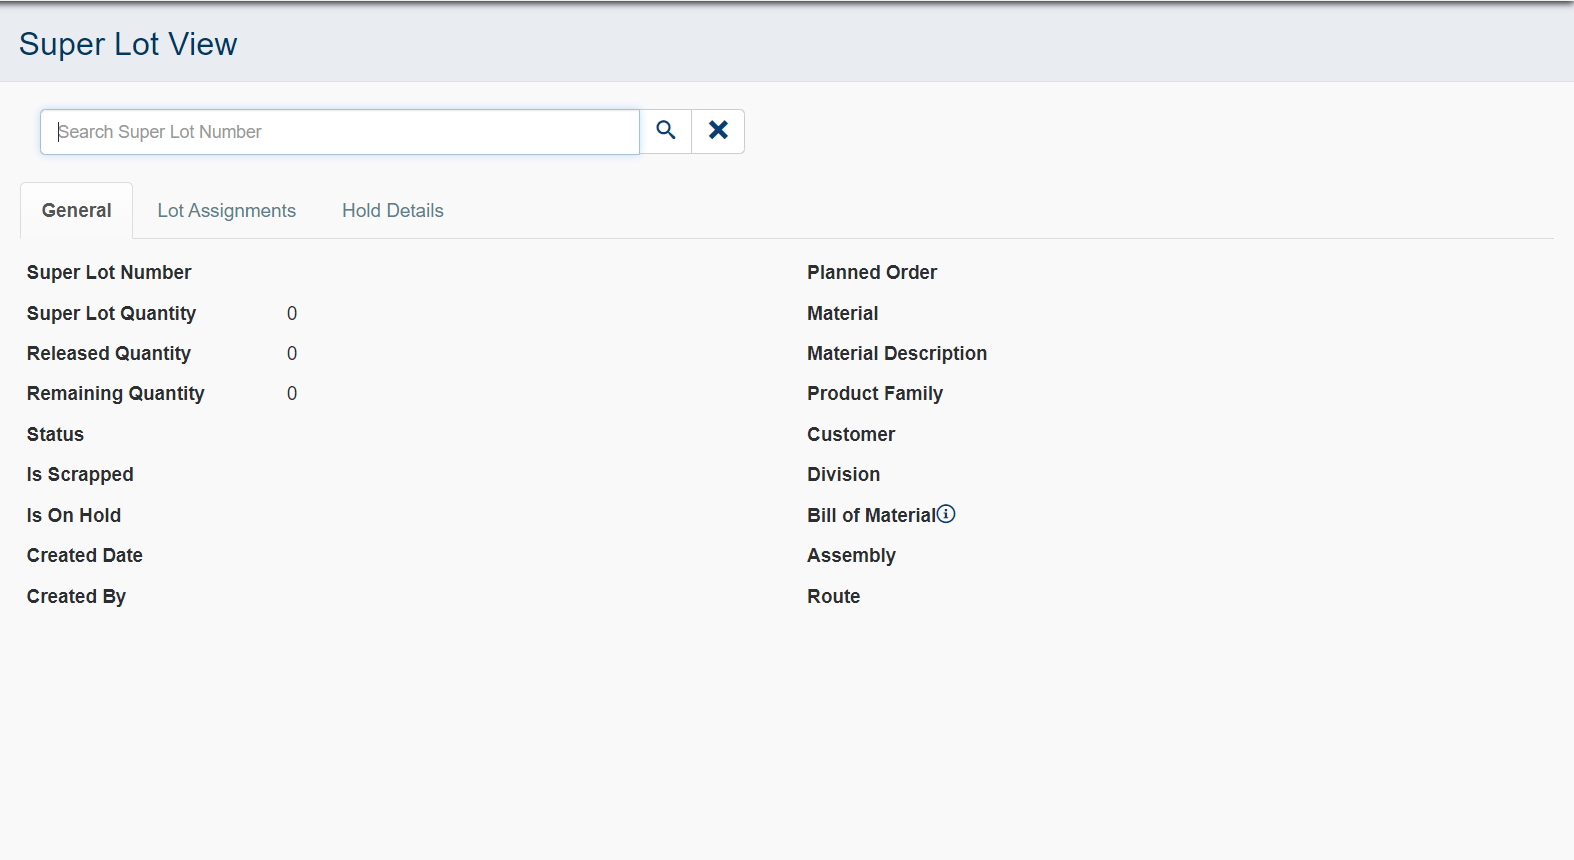 Super Lot View
Search Super Lot Number
General Lot Assignments Hold Details
Super Lot Number
Super Lot Quantity 0
Released Quantity 0
Remaining Quantity 0
Status
Is Scrapped
Is On Hold
Created Date
Created By
Planned Order
Material
Material Description
Product Family
Customer
Division
Bill of Material
Assembly
Route